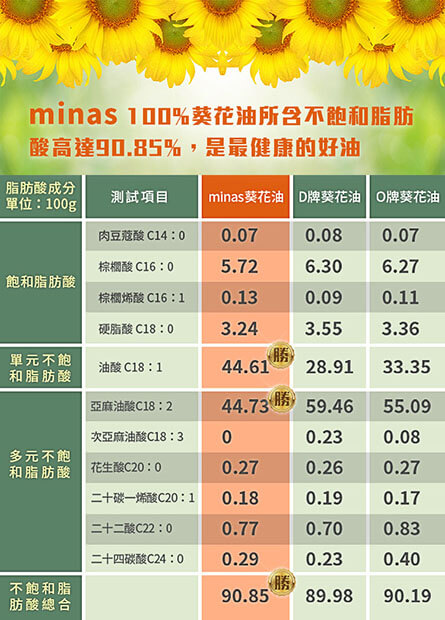 minas 100%葵花油所含不飽和脂肪
酸高達90.85%，是最健康的好油
脂肪酸成分
單位：100g
測試項目 minas葵花油 D牌葵花油 O牌葵花油
飽和脂肪酸
肉豆蔻酸 C14：0 0.07 0.08 0.07
棕櫚酸 C16：0 5.72 6.30 6.27
棕櫚烯酸 C16：1 0.13 0.09 0.11
硬脂酸 C18：0 3.24 3.55 3.36
單元不飽
和脂肪酸
油酸 C18：1 44.61 勝 28.91 33.35
多元不飽
和脂肪酸
亞麻油酸C18：2 44.73 勝 59.46 55.09
次亞麻油酸C18：3 0 0.23 0.08
花生酸C20：0 0.27 0.26 0.27
二十碳一烯酸C20：1 0.18 0.19 0.17
二十二酸C22：0 0.77 0.70 0.83
二十四碳酸C24：0 0.29 0.23 0.40
不飽和脂
肪酸總合
90.85 勝 89.98 90.19